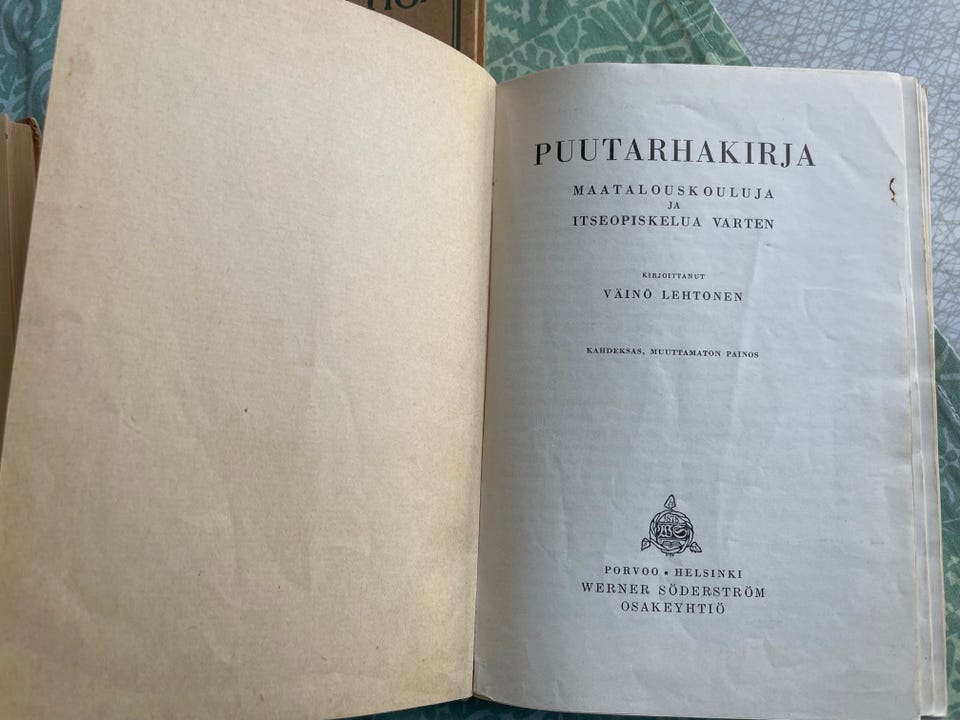 PUUTARHAKIRJA
MAATALOUSKOULUJA
JA
ITSEOPISKELUA VARTEN
KIRJOITTANUT
VÄINÖ LEHTONEN
KAHDEKSAS, MUUTTAMATON PAINOS
PORVOO • HELSINKI
WERNER SÖDERSTRÖM
OSAKEYHTIÖ